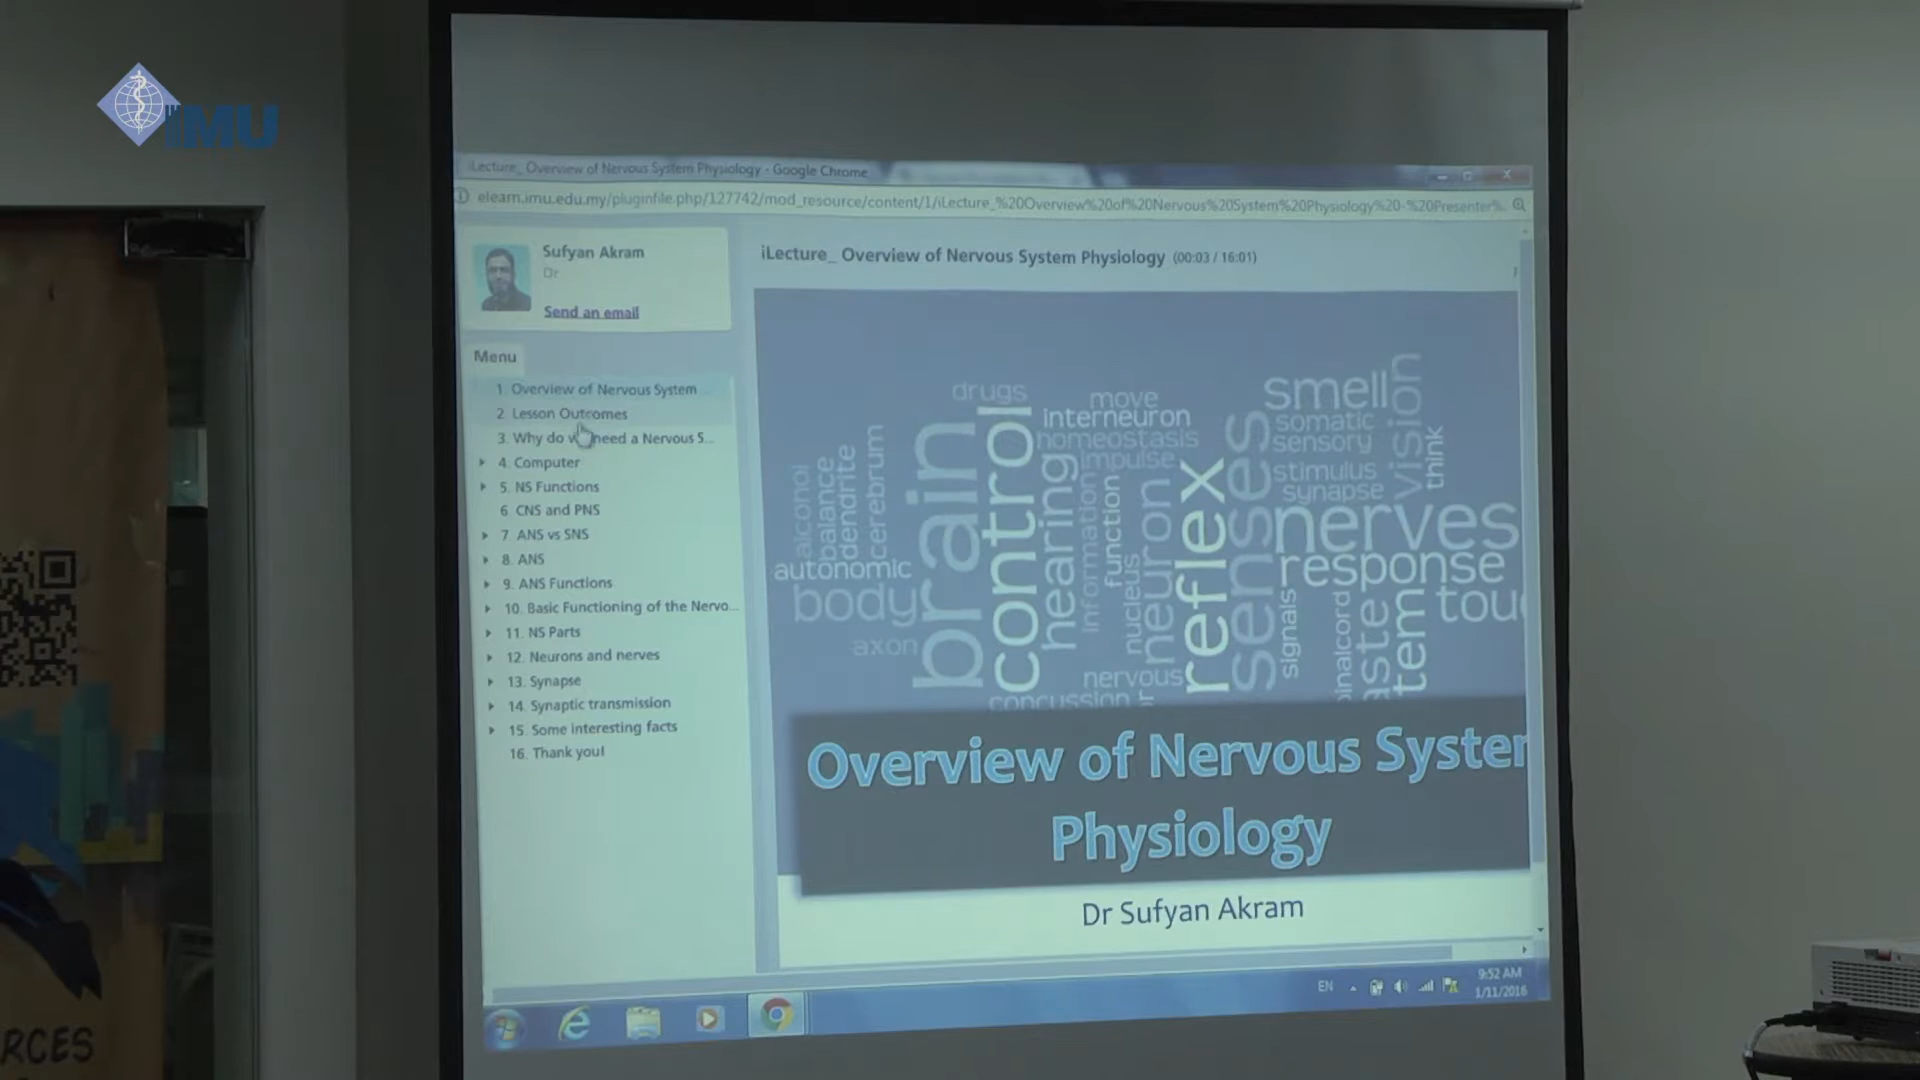 IMU
iLecture_ Overview of Nervous System Physiology - Google Chrome
elearn.imu.edu.my/pluginfile.php/127742/mod_resource/content/1/iLecture_%20Overview%20of%20Nervous%20System%20Physiology%20-%20Presenter%
Sufyan Akram
Dr
Send an email
iLecture_ Overview of Nervous System Physiology (00:03 / 16:01)
Menu
1. Overview of Nervous System ...
2. Lesson Outcomes
3. Why do need a Nervous S...
4. Computer
5. NS Functions
6 CNS and PNS
7. ANS vs SNS
8. ANS
9. ANS Functions
10. Basic Functioning of the Nervo...
11. NS Parts
12. Neurons and nerves
13. Synapse
14. Synaptic transmission
15. Some interesting facts
16. Thank you!
drugs
move
smell
interneuron
somatic
homeostasis
sensory
impulse
stimulus
synapse
vision
think
alcohol
balance
dendrite
cerebrum
brain
control
hearing
information
function
neuron
reflex
senses
nerves
autonomic
response
body
nucleus
signals
axon
nervous
concussion
Overview of Nervous System
Physiology
Dr Sufyan Akram
EN
9:52 AM
1/11/2016
RCES